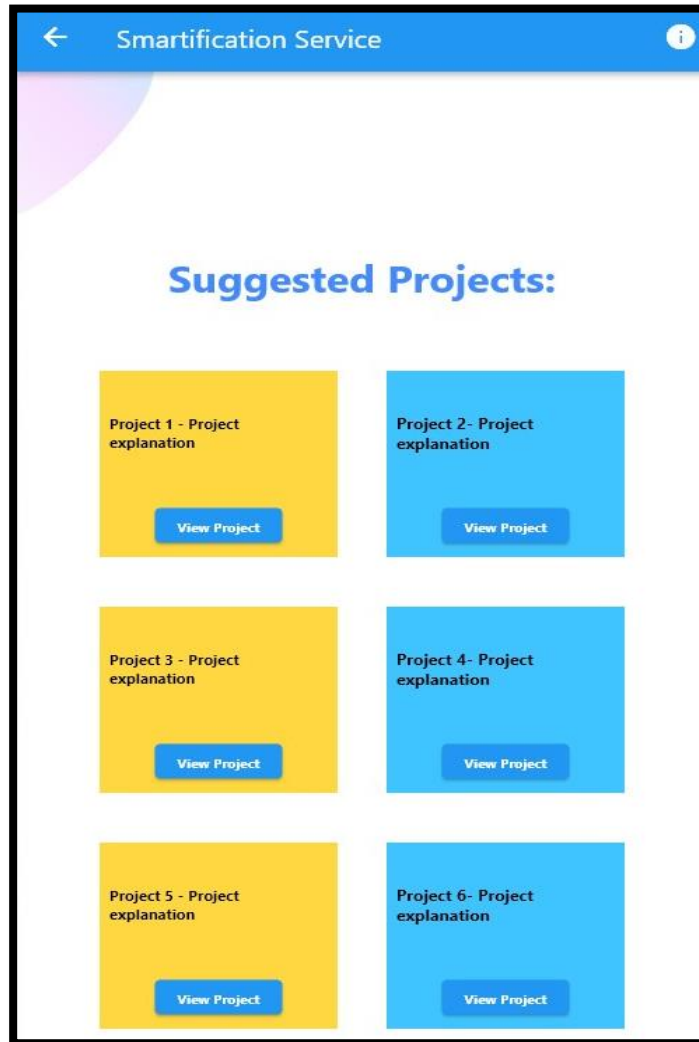 Smartification Service
i
Suggested Projects:
Project 1 - Project
explanation
View Project
Project 2- Project
explanation
View Project
Project 3 - Project
explanation
View Project
Project 4- Project
explanation
View Project
Project 5 - Project
explanation
View Project
Project 6- Project
explanation
View Project